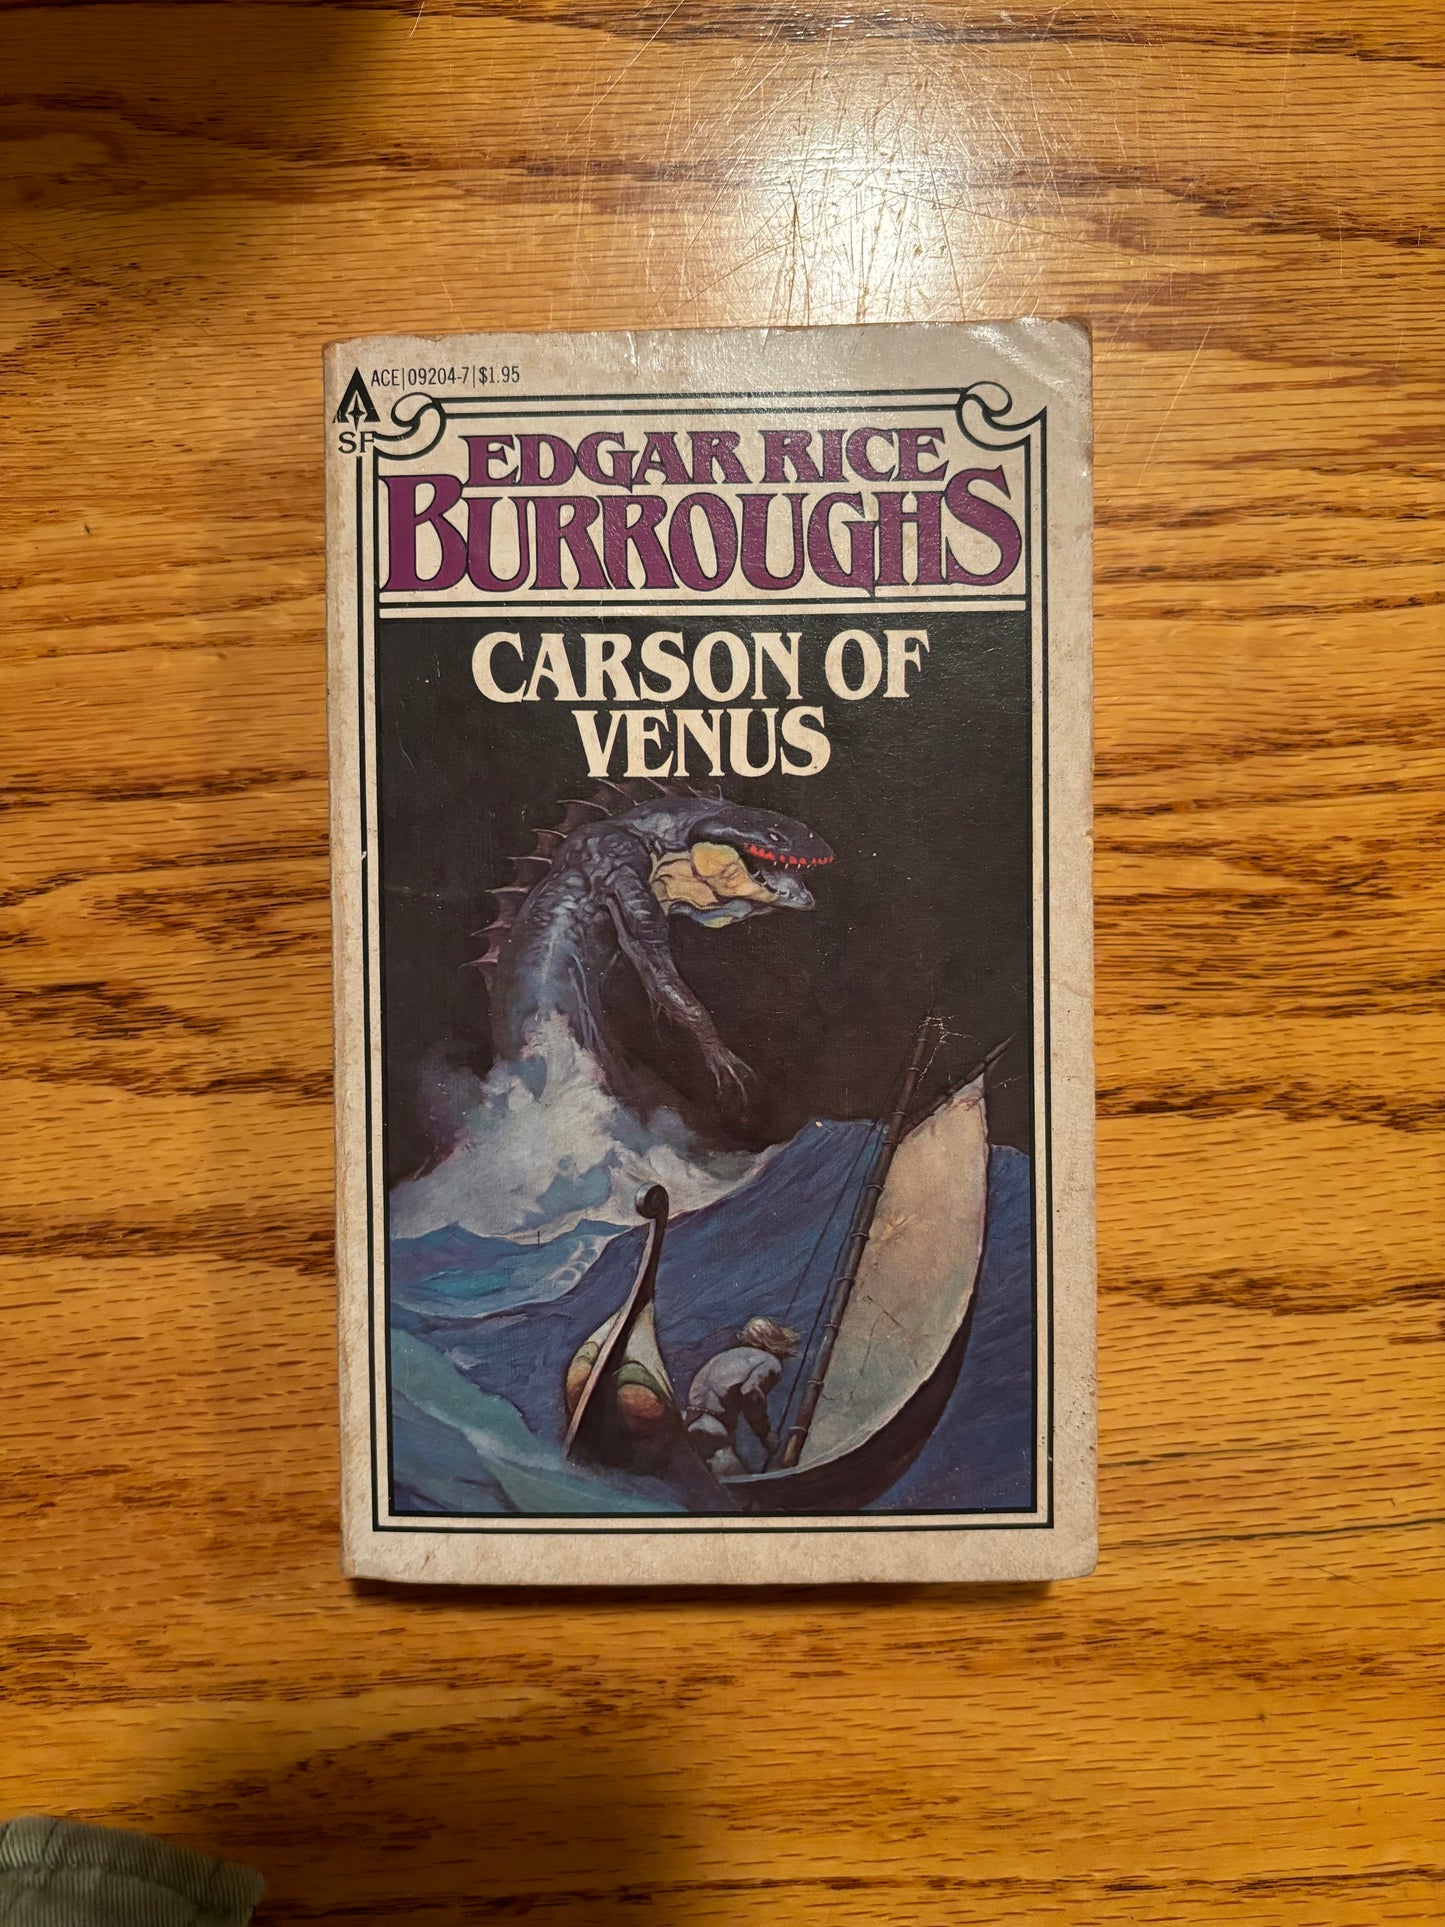 ACE|09204-7|$1.95
SF
EDGAR RICE
BURROUGHS
CARSON OF
VENUS